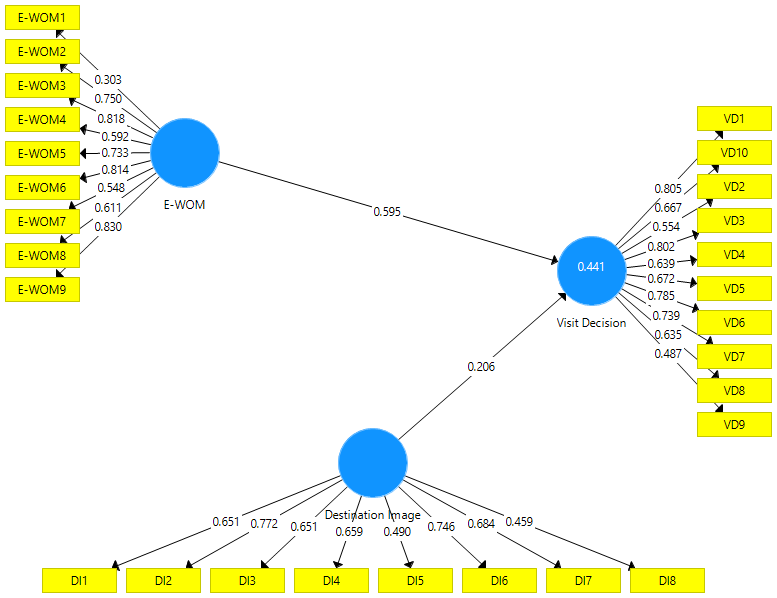 E-WOM1
E-WOM2
E-WOM3
E-WOM4
E-WOM5
E-WOM6
E-WOM7
E-WOM8
E-WOM9
0.303
0.750
0.818
0.592
0.733
0.814
0.548
0.611
0.830
E-WOM
0.595
0.441
Visit Decision
0.206
VD1
VD10
VD2
VD3
VD4
VD5
VD6
VD7
VD8
VD9
0.805
0.667
0.554
0.802
0.639
0.672
0.785
0.739
0.635
0.487
Destination Image
0.651
0.772
0.651
0.659
0.490
0.746
0.684
0.459
DI1
DI2
DI3
DI4
DI5
DI6
DI7
DI8